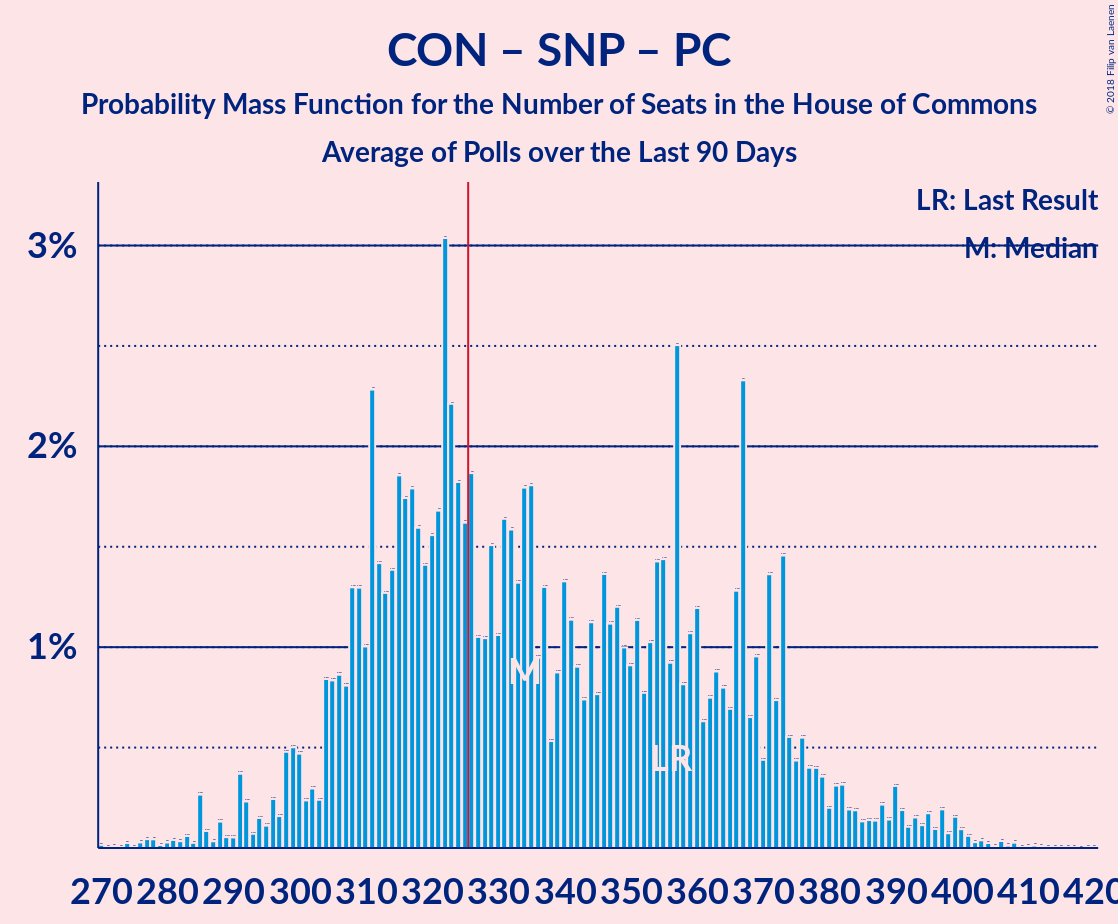 CON – SNP – PC
Probability Mass Function for the Number of Seats in the House of Commons
Average of Polls over the Last 90 Days
© 2018 Filip van Laenen
LR: Last Result
M: Median
3%
2%
1%
M
LR
270 280 290 300 310 320 330 340 350 360 370 380 390 400 410 420